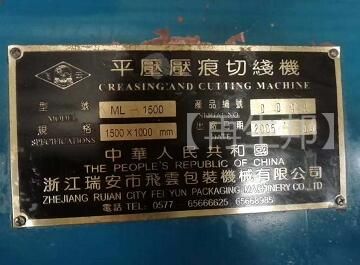 平壓壓痕切綫機
CREASING AND CUTTING MACHINE
型號 ML-1500 產品編號
MODEL
規格 1500×1000 mm 出廠日期 2005
SPECIFICATIONS
中華人民共和國
THE PEOPLE'S REPUBLIC OF CHINA
浙江瑞安市飛雲包裝機械有限公司
ZHEJIANG RUIAN CITY FEI YUN PACKAGING MACHINERY CO.,LTD
電話 TEL: 0577 65666625 65668985